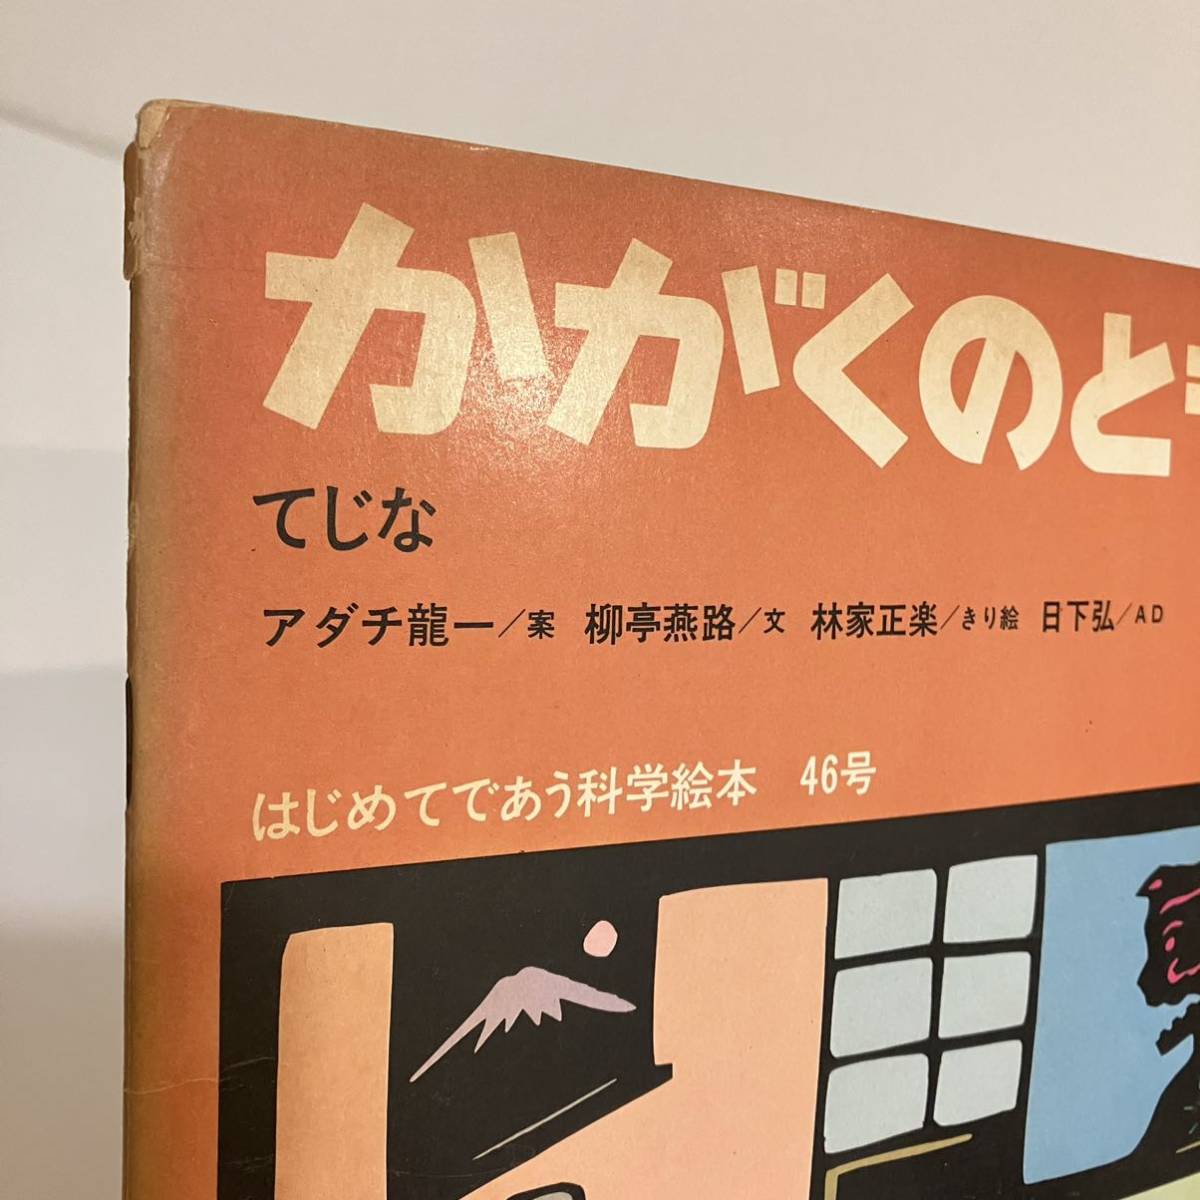 かがくのとも
てじな
アダチ龍一/案 柳亭燕路/文 林家正楽/きり絵 日下弘/AD
はじめてであう科学絵本 46号